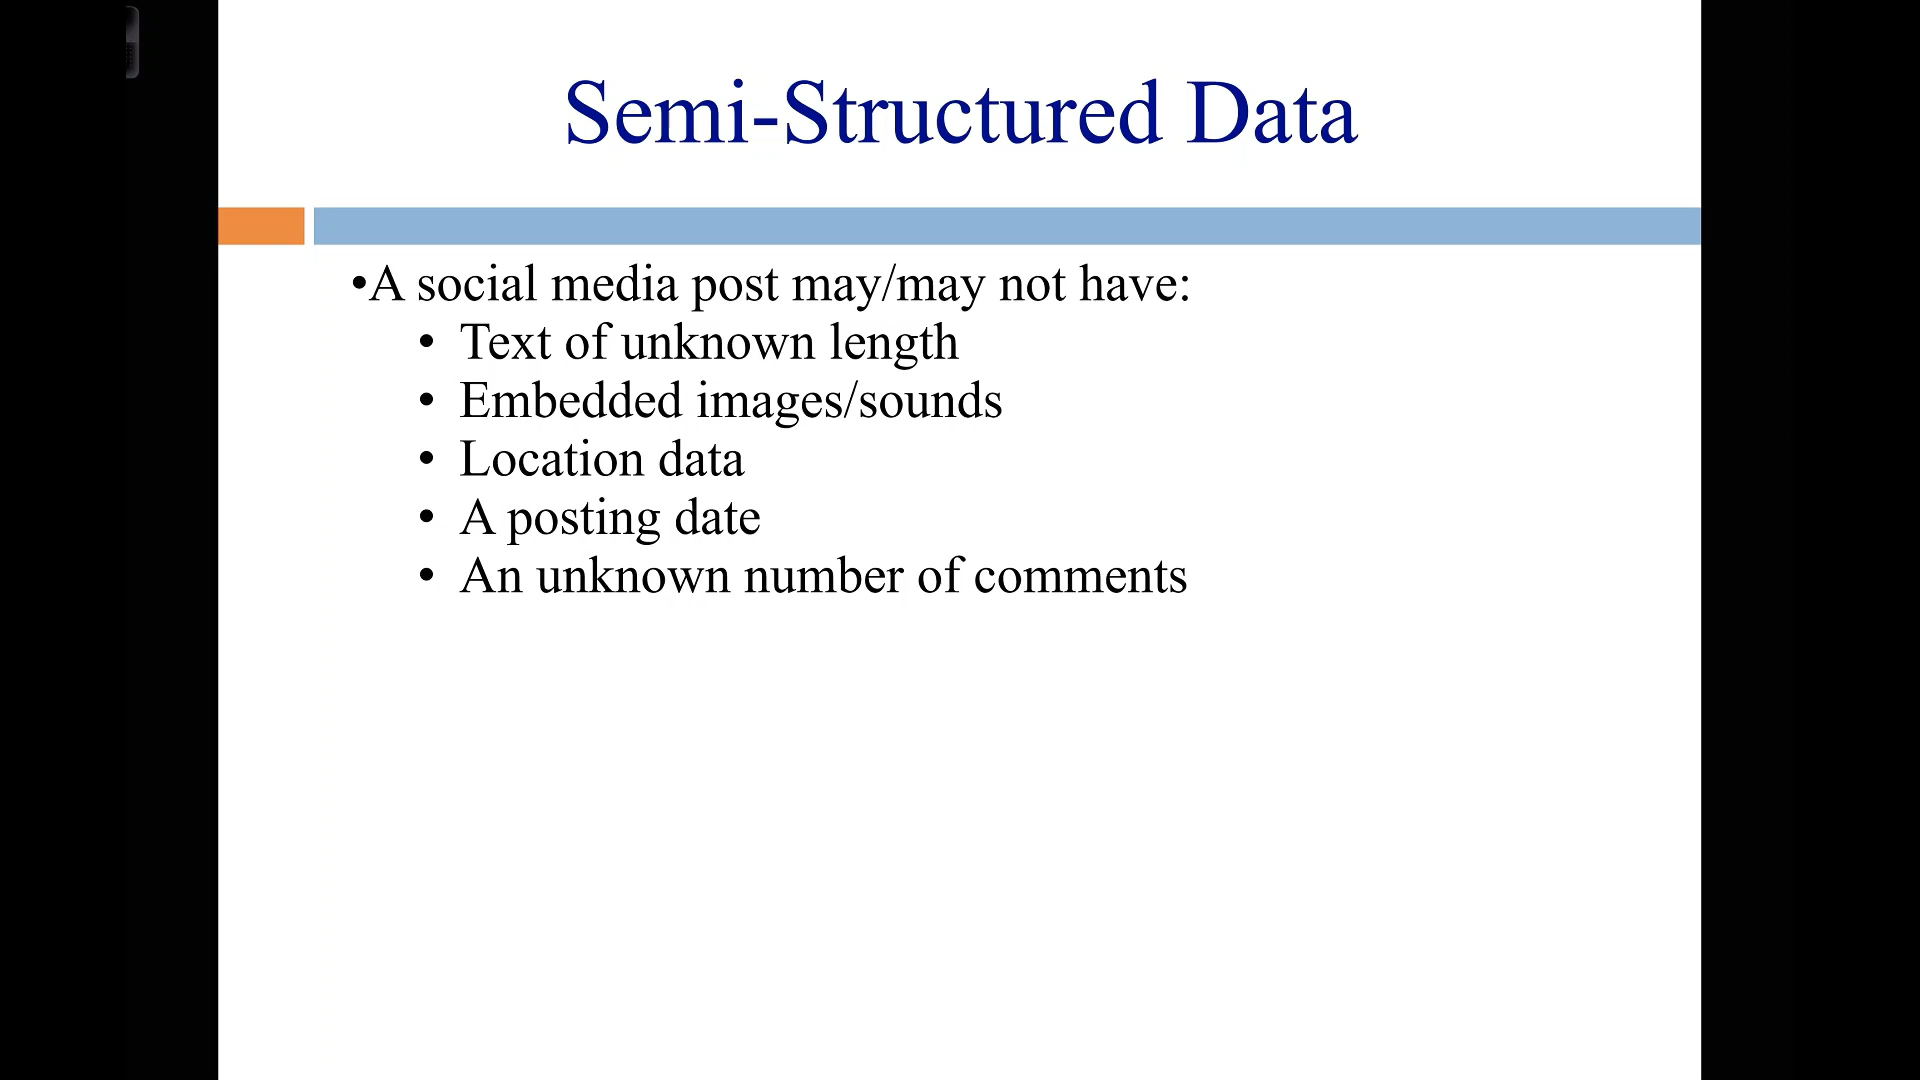 Semi-Structured Data
•A social media post may/may not have:
• Text of unknown length
• Embedded images/sounds
• Location data
• A posting date
• An unknown number of comments